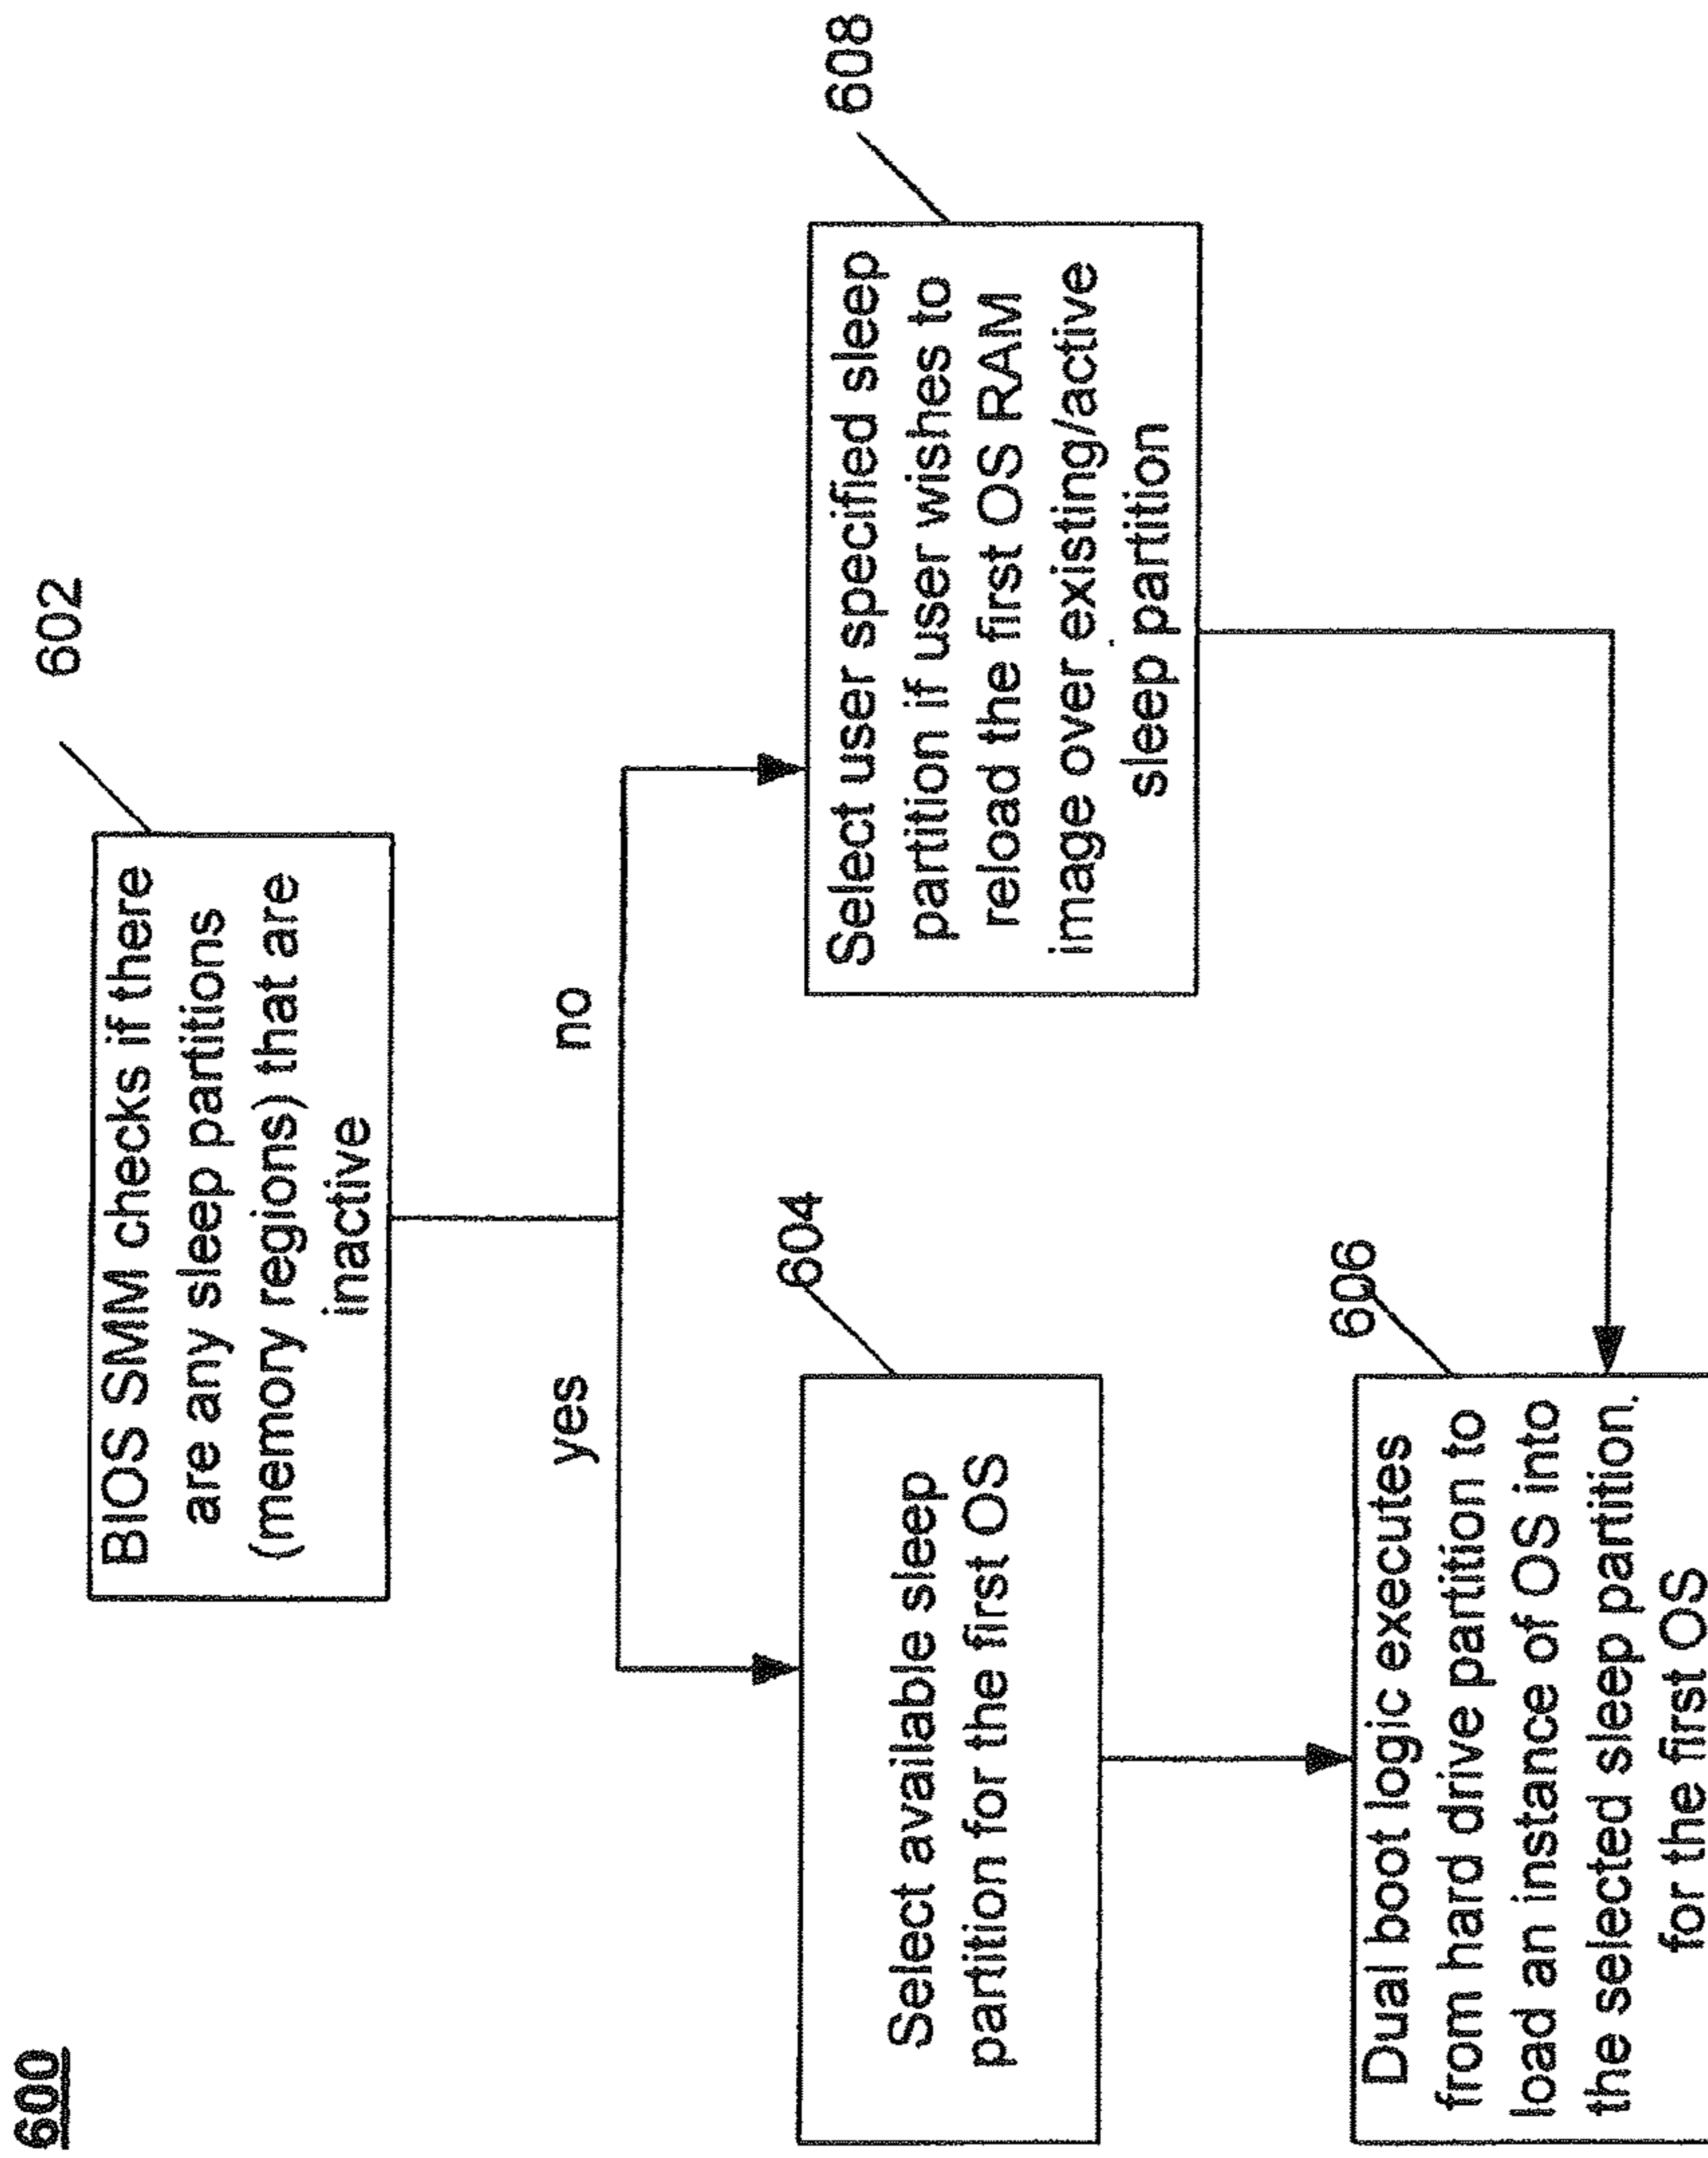 600
602
BIOS SMM checks if there
are any sleep partitions
(memory regions) that are
inactive
yes
no
604
Select available sleep
partition for the first OS
608
Select user specified sleep
partition if user wishes to
reload the first OS RAM
image over existing/active
sleep partition
606
Dual boot logic executes
from hard drive partition to
load an instance of OS into
the selected sleep partition.
for the first OS